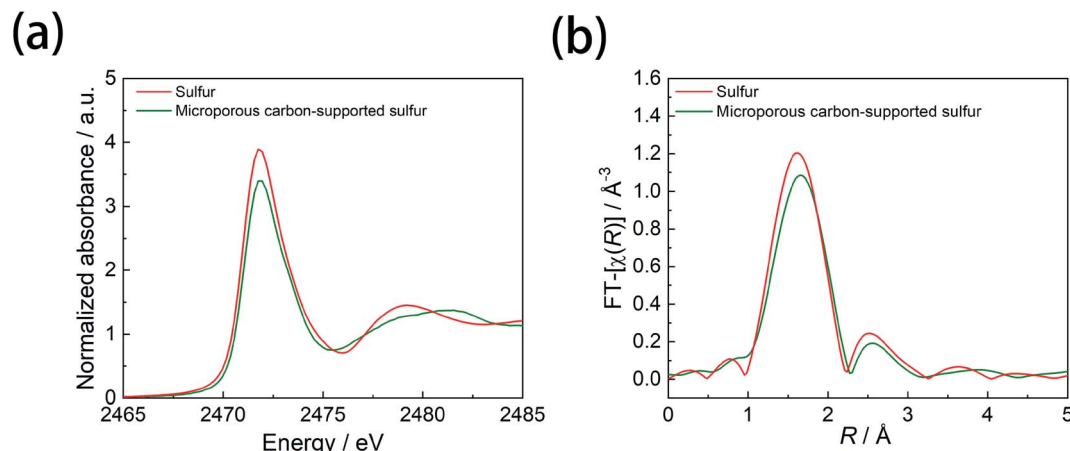 (a)
Normalized absorbance / a.u.
5
4
3
2
1
0
Sulfur
Microporous carbon-supported sulfur
2465 2470 2475 2480 2485
Energy / eV
(b)
FT-[χ(R)] / Å⁻³
1.6
1.4
1.2
1.0
0.8
0.6
0.4
0.2
0.0
Sulfur
Microporous carbon-supported sulfur
0 1 2 3 4 5
R / Å